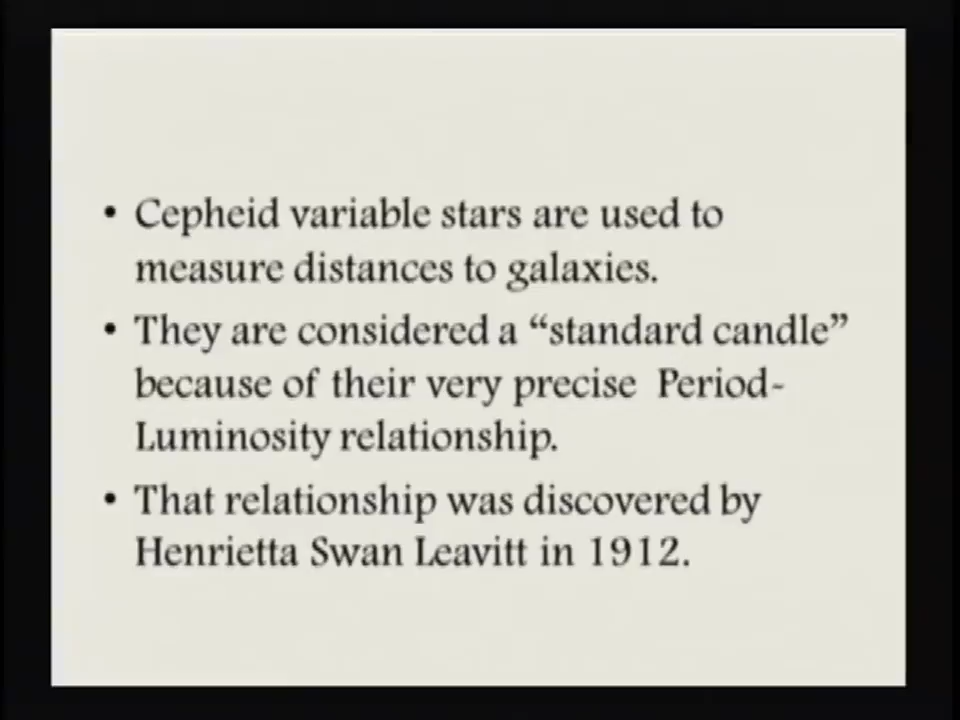 • Cepheid variable stars are used to
measure distances to galaxies.
• They are considered a “standard candle”
because of their very precise  Period-
Luminosity relationship.
• That relationship was discovered by
Henrietta Swan Leavitt in 1912.